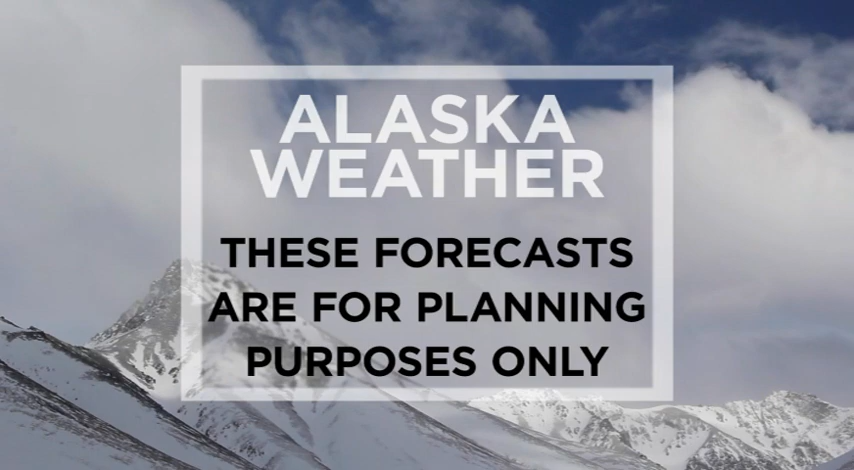 ALASKA
WEATHER
THESE FORECASTS
ARE FOR PLANNING
PURPOSES ONLY